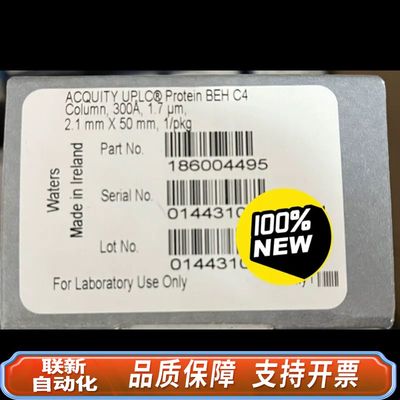 ACQUITY UPLC® Protein BEH C4
Column, 300Å, 1.7 µm,
2.1 mm X 50 mm, 1/pkg
Waters
Made in Ireland
Part No.
186004495
Serial No.
0144310
Lot No.
0144310
100%
NEW
For Laboratory Use Only
联新
自动化
品质保障 支持开票